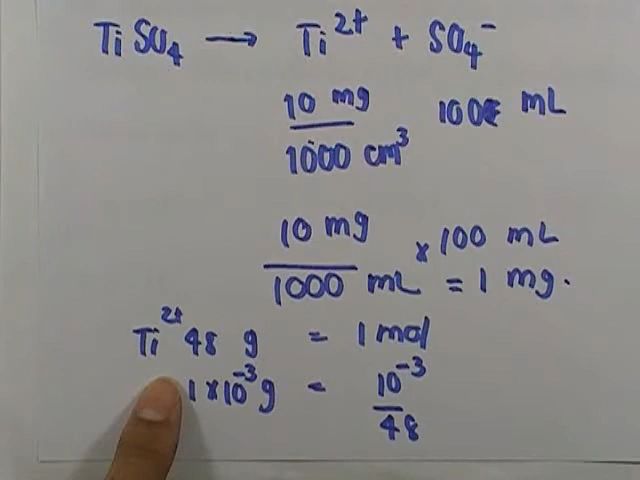 TiSO₄ → Ti²⁺ + SO₄⁻
10 mg 100 mL
1000 cm³
10 mg × 100 mL
1000 mL = 1 mg.
Ti²⁺ 48 g = 1 mol
1×10⁻³g = 10⁻³
48